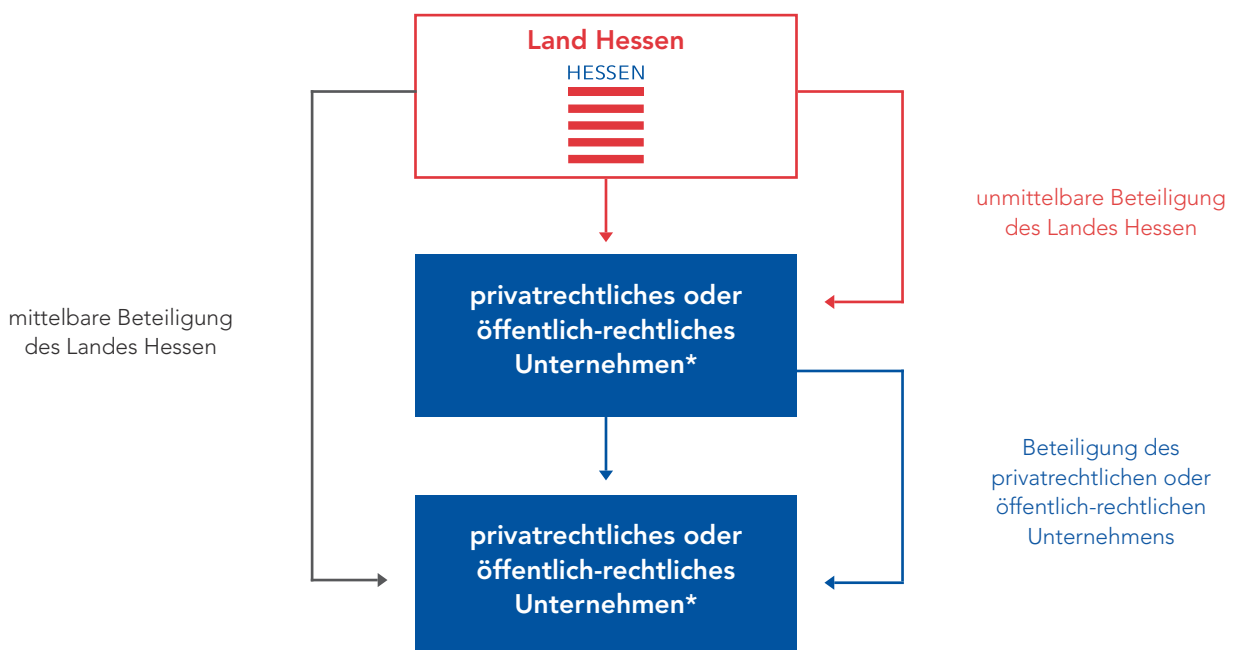 Land Hessen
HESSEN
unmittelbare Beteiligung
des Landes Hessen
privatrechtliches oder
öffentlich-rechtliches
Unternehmen*
mittelbare Beteiligung
des Landes Hessen
Beteiligung des
privatrechtlichen oder
öffentlich-rechtlichen
Unternehmens
privatrechtliches oder
öffentlich-rechtliches
Unternehmen*